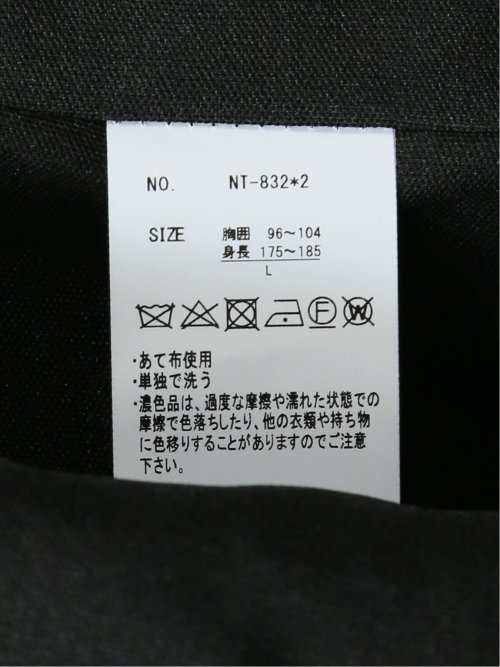 NO. NT-832*2
SIZE 胸囲 96～104
身長 175～185
L
F W
・あて布使用
・単独で洗う
・濃色品は、過度な摩擦や濡れた状態での
摩擦で色落ちしたり、他の衣類や持ち物
に色移りすることがありますのでご注意
下さい。